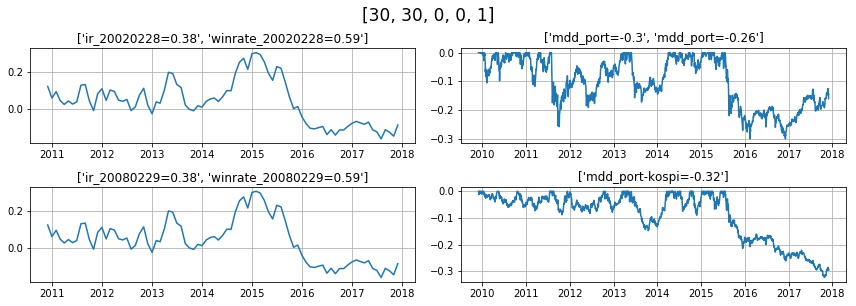 [30, 30, 0, 0, 1]
['ir_20020228=0.38', 'winrate_20020228=0.59']
0.2
0.0
2011 2012 2013 2014 2015 2016 2017 2018
['mdd_port=-0.3', 'mdd_port=-0.26']
0.0
−0.1
−0.2
−0.3
2010 2011 2012 2013 2014 2015 2016 2017 2018
['ir_20080229=0.38', 'winrate_20080229=0.59']
0.2
0.0
2011 2012 2013 2014 2015 2016 2017 2018
['mdd_port-kospi=-0.32']
0.0
−0.1
−0.2
−0.3
2010 2011 2012 2013 2014 2015 2016 2017 2018